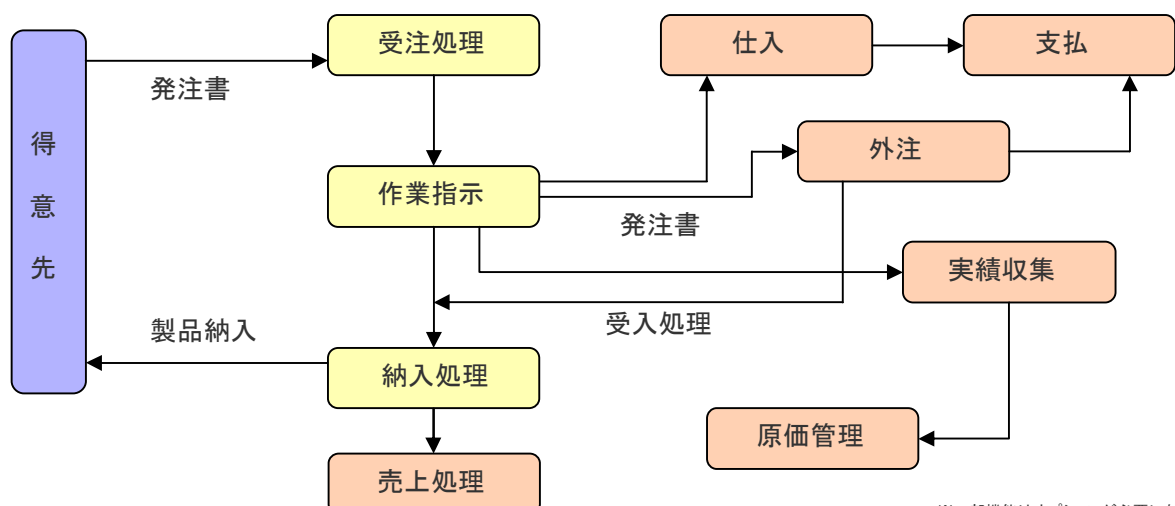 受注処理
仕入
支払
発注書
得意先
外注
作業指示
発注書
実績収集
受入処理
製品納入
納入処理
原価管理
売上処理